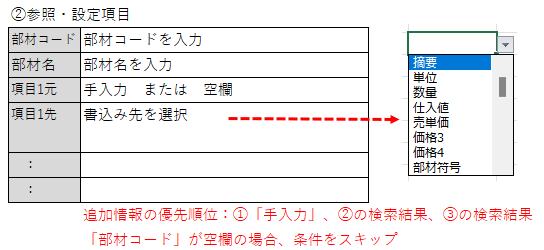 ②参照・設定項目
部材コード 部材コードを入力
部材名 部材名を入力
項目1元 手入力　または　空欄
項目1先 書込み先を選択
：
：
摘要
単位
数量
仕入値
売単価
価格3
価格4
部材符号
追加情報の優先順位：①「手入力」、②の検索結果、③の検索結果
「部材コード」が空欄の場合、条件をスキップ